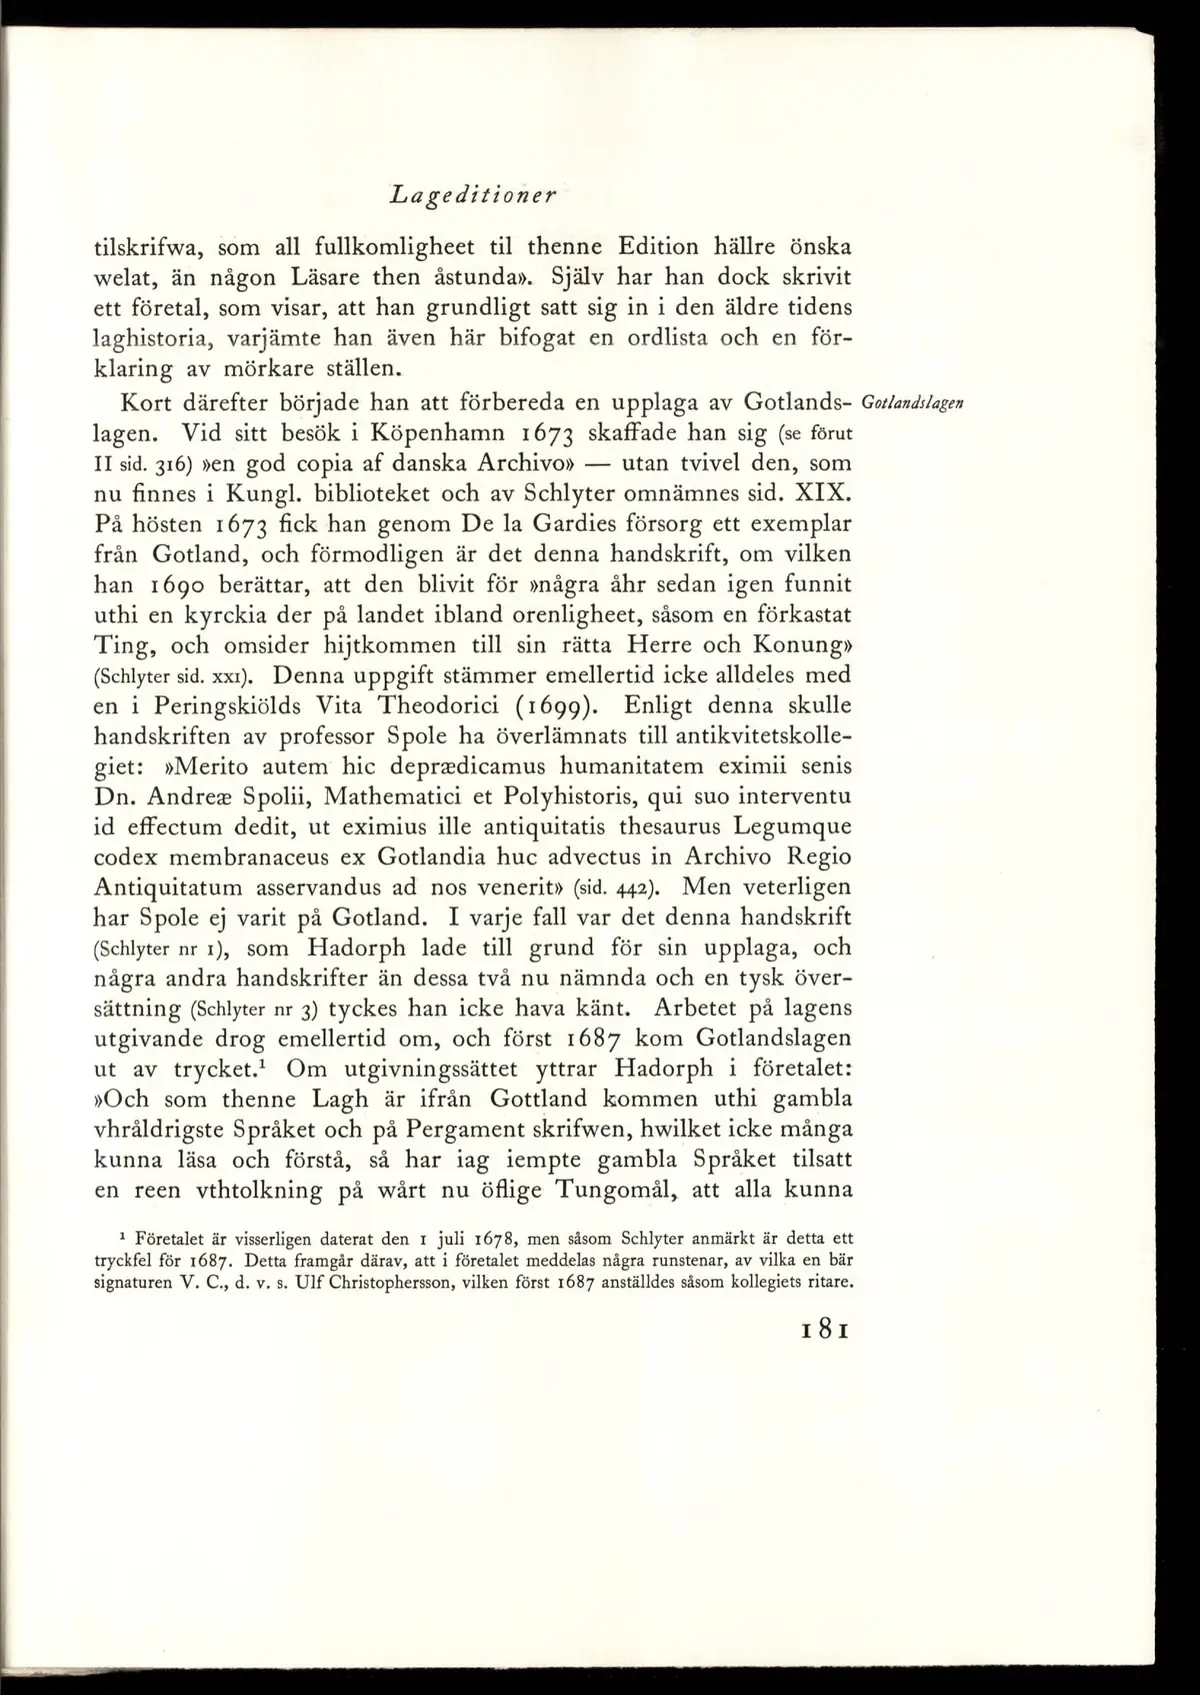 Lageditioner
tilskrifwa, som all fullkomligheet til thenne Edition hällre önska
welat, än någon Läsare then åstunda». Själv har han dock skrivit
ett företal, som visar, att han grundligt satt sig in i den äldre tidens
laghistoria, varjämte han även här bifogat en ordlista och en för-
klaring av mörkare ställen.
Kort därefter började han att förbereda en upplaga av Gotlands- Gotlandslagen
lagen. Vid sitt besök i Köpenhamn 1673 skaffade han sig (se förut
II sid. 316) »en god copia af danska Archivo» — utan tvivel den, som
nu finnes i Kungl. biblioteket och av Schlyter omnämnes sid. XIX.
På hösten 1673 fick han genom De la Gardies försorg ett exemplar
från Gotland, och förmodligen är det denna handskrift, om vilken
han 1690 berättar, att den blivit för »några åhr sedan igen funnit
uthi en kyrckia der på landet ibland orenligheet, såsom en förkastat
Ting, och omsider hijtkommen till sin rätta Herre och Konung»
(Schlyter sid. XXI). Denna uppgift stämmer emellertid icke alldeles med
en i Peringskiölds Vita Theodorici (1699). Enligt denna skulle
handskriften av professor Spole ha överlämnats till antikvitetskolle-
giet: »Merito autem hic deprædicamus humanitatem eximii senis
Dn. Andreæ Spolii, Mathematici et Polyhistoris, qui suo interventu
id effectum dedit, ut eximius ille antiquitatis thesaurus Legumque
codex membranaceus ex Gotlandia huc advectus in Archivo Regio
Antiquitatum asservandus ad nos venerit» (sid. 442). Men veterligen
har Spole ej varit på Gotland. I varje fall var det denna handskrift
(Schlyter nr 1), som Hadorph lade till grund för sin upplaga, och
några andra handskrifter än dessa två nu nämnda och en tysk över-
sättning (Schlyter nr 3) tyckes han icke hava känt. Arbetet på lagens
utgivande drog emellertid om, och först 1687 kom Gotlandslagen
ut av trycket.¹ Om utgivningssättet yttrar Hadorph i företalet:
»Och som thenne Lagh är ifrån Gottland kommen uthi gambla
vhråldrigste Språket och på Pergament skrifwen, hwilket icke många
kunna läsa och förstå, så har iag iempte gambla Språket tilsatt
en reen vthtolkning på wårt nu öflige Tungomål, att alla kunna
¹ Företalet är visserligen daterat den 1 juli 1678, men såsom Schlyter anmärkt är detta ett
tryckfel för 1687. Detta framgår därav, att i företalet meddelas några runstenar, av vilka en bär
signaturen V. C., d. v. s. Ulf Christophersson, vilken först 1687 anställdes såsom kollegiets ritare.
181